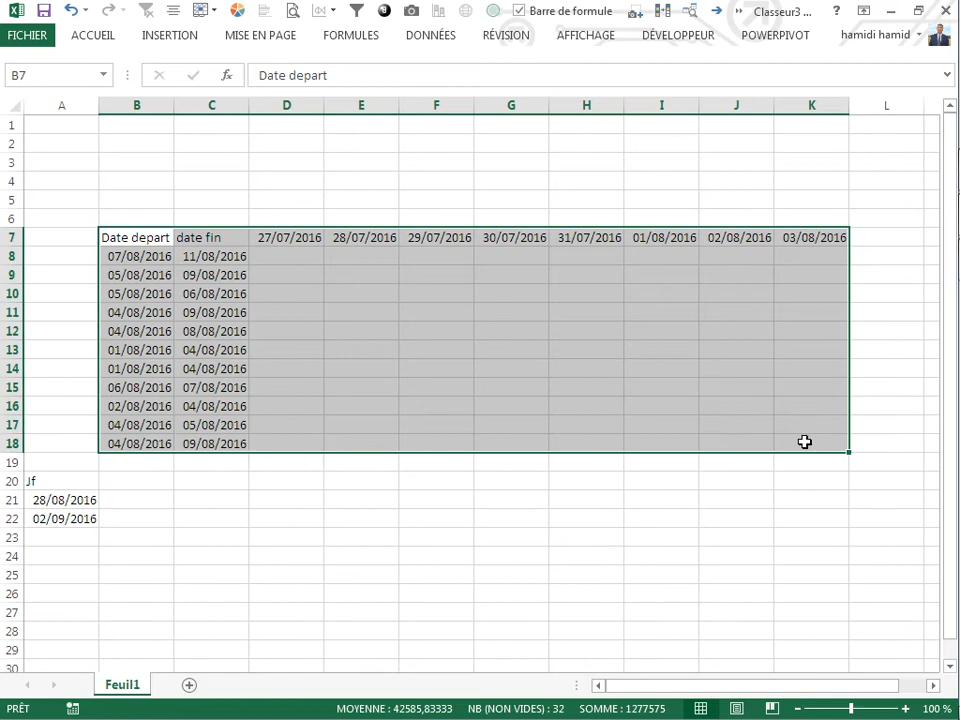 Barre de formule Classeur3 ... ?
FICHIER ACCUEIL INSERTION MISE EN PAGE FORMULES DONNÉES RÉVISION AFFICHAGE DÉVELOPPEUR POWERPIVOT hamidi hamid
B7 fx Date depart
A B C D E F G H I J K L
1
2
3
4
5
6
7 Date depart date fin 27/07/2016 28/07/2016 29/07/2016 30/07/2016 31/07/2016 01/08/2016 02/08/2016 03/08/2016
8 07/08/2016 11/08/2016
9 05/08/2016 09/08/2016
10 05/08/2016 06/08/2016
11 04/08/2016 09/08/2016
12 04/08/2016 08/08/2016
13 01/08/2016 04/08/2016
14 01/08/2016 04/08/2016
15 06/08/2016 07/08/2016
16 02/08/2016 04/08/2016
17 04/08/2016 05/08/2016
18 04/08/2016 09/08/2016
19
20 Jf
21 28/08/2016
22 02/09/2016
23
24
25
26
27
28
29
30
Feuil1
PRÊT MOYENNE : 42585,83333 NB (NON VIDES) : 32 SOMME : 1277575 100 %